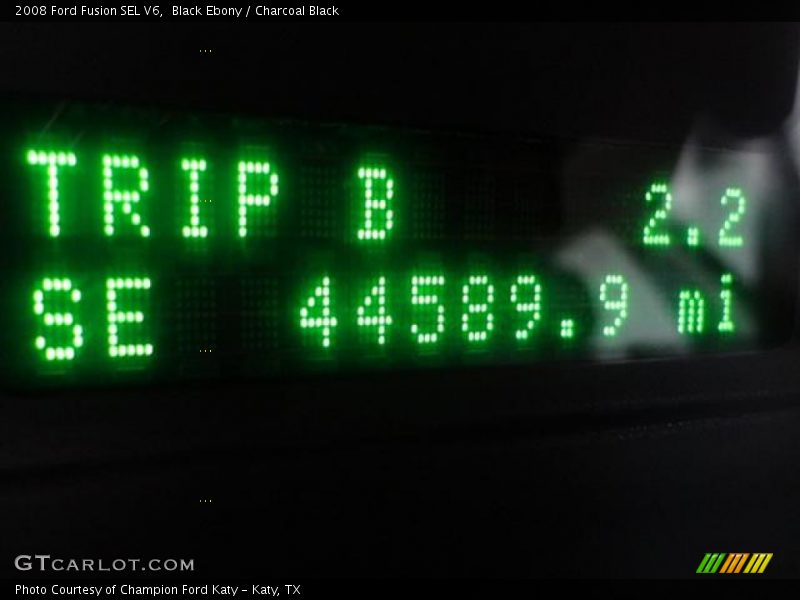 2008 Ford Fusion SEL V6,  Black Ebony / Charcoal Black
...
TRIP B 2.2
...
SE 44589.9 mi
...
...
GTCARLOT.COM
Photo Courtesy of Champion Ford Katy - Katy, TX